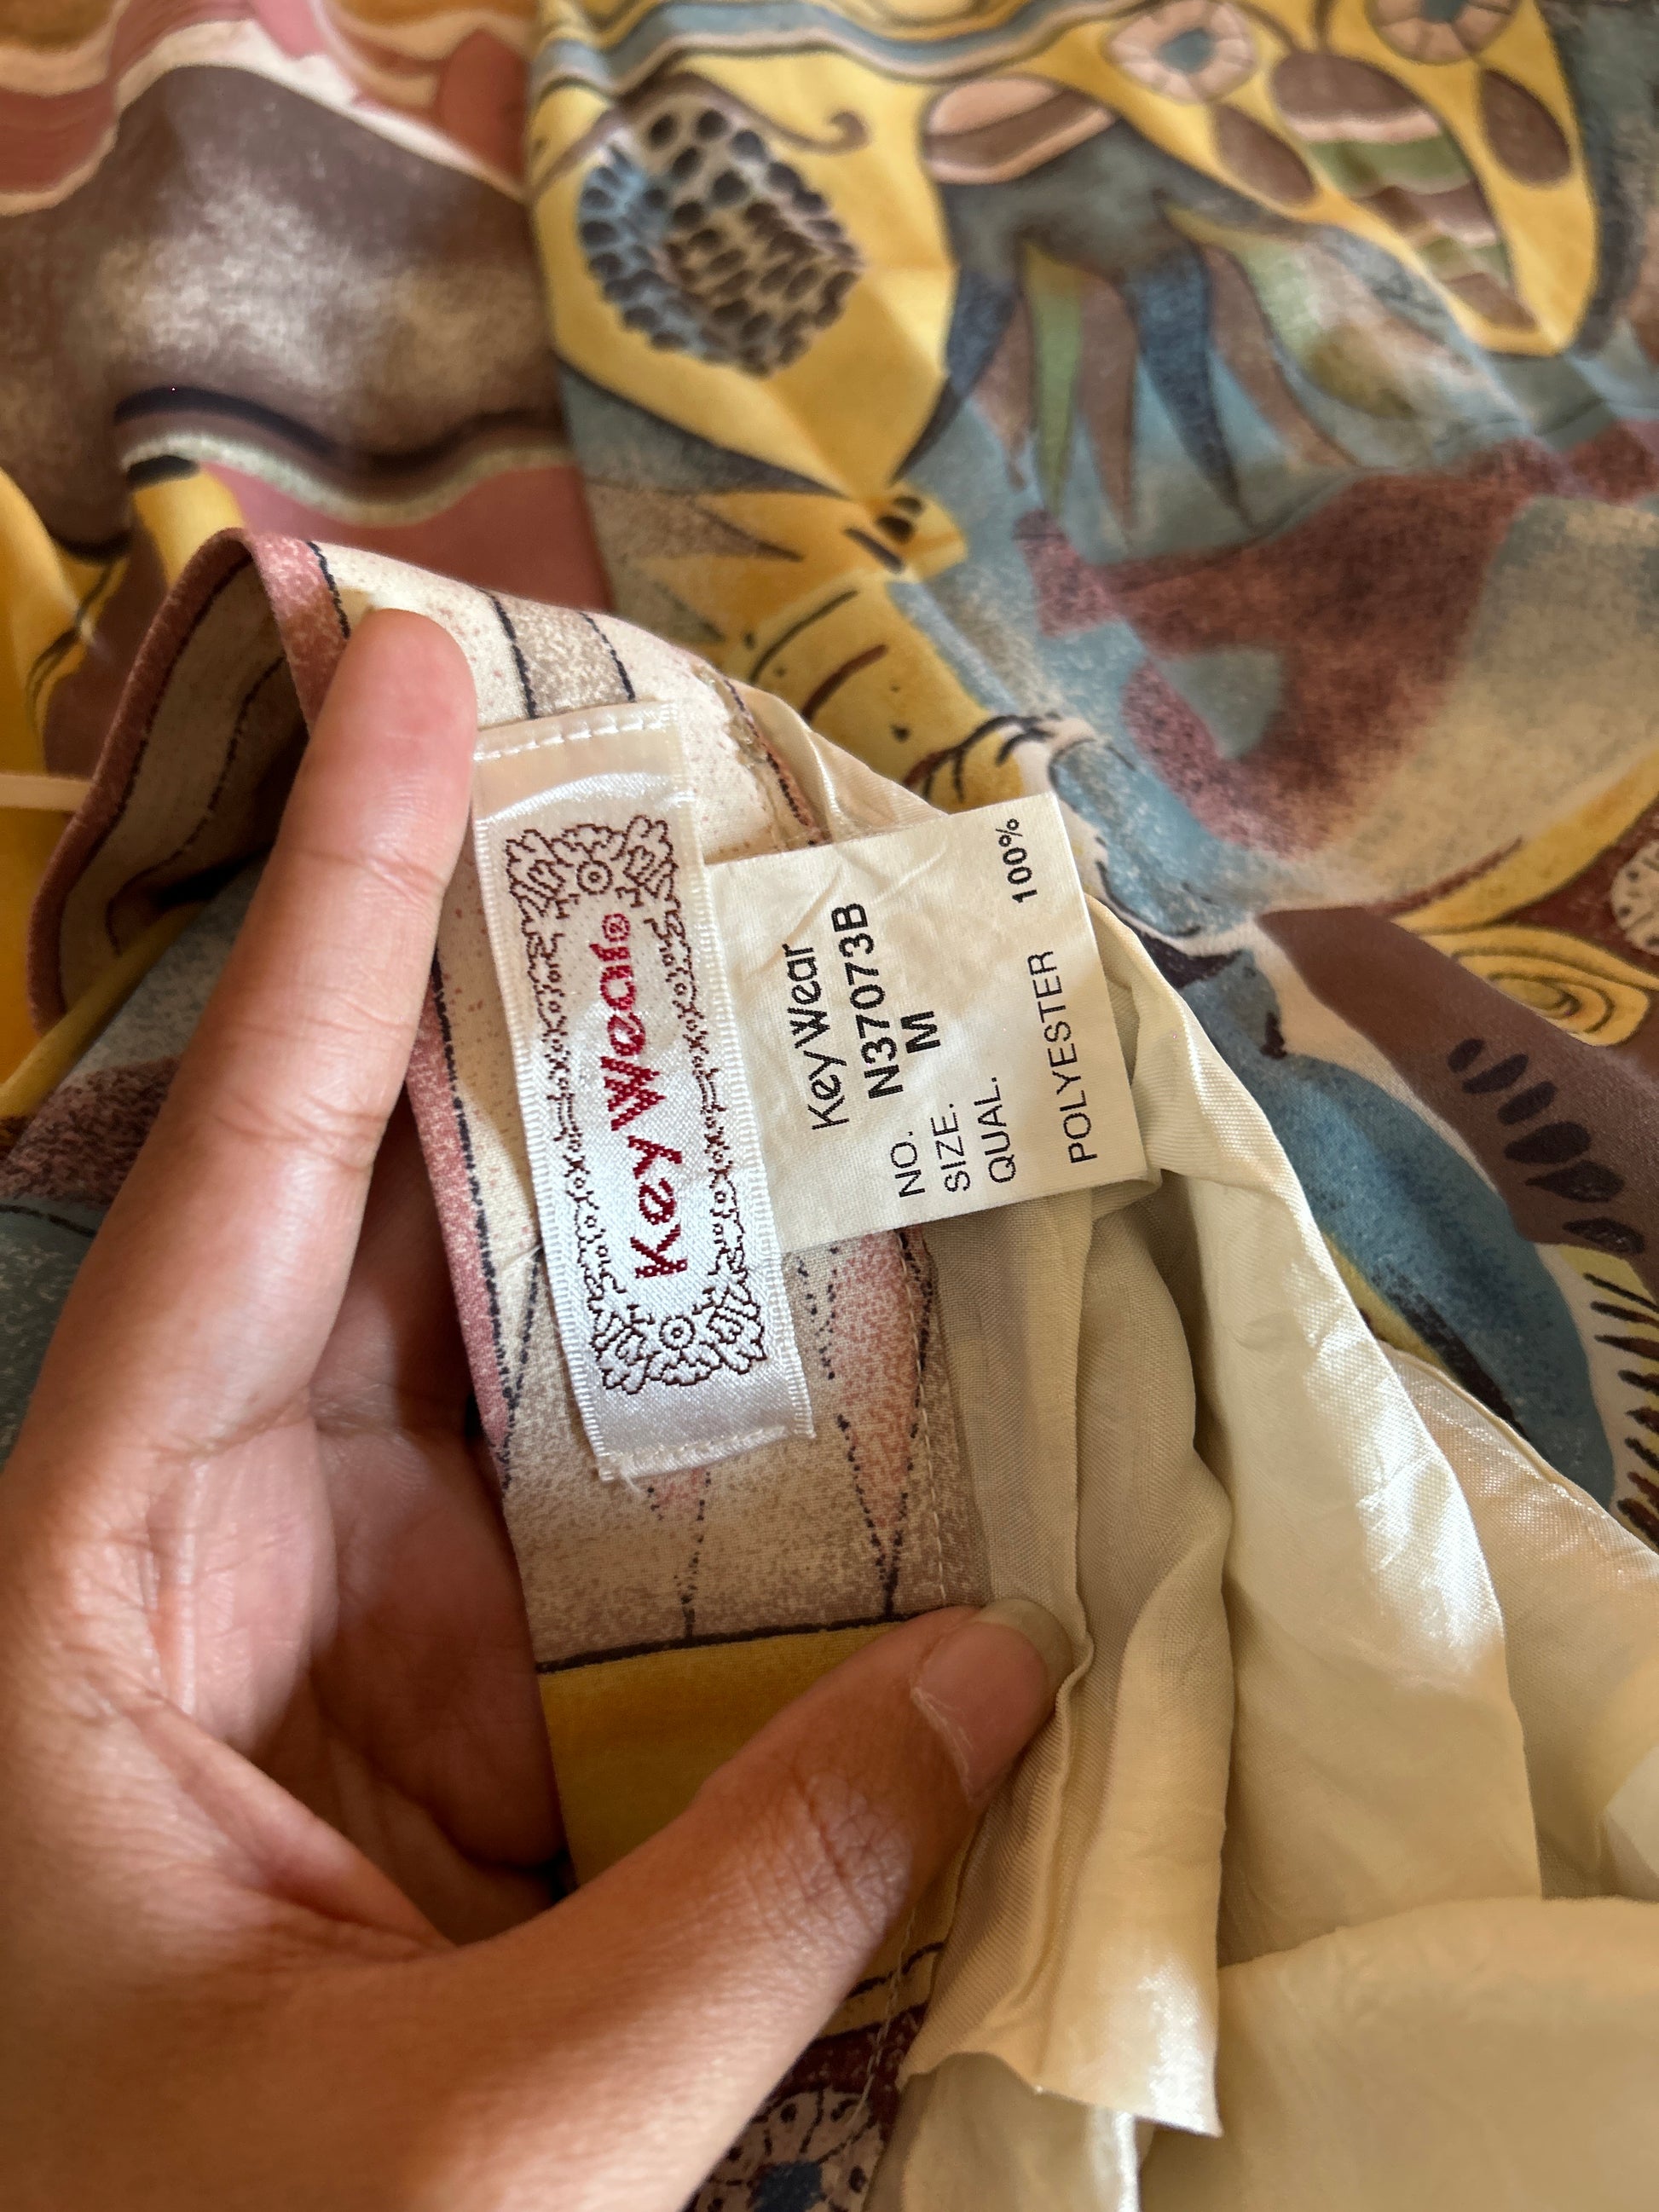 KeyWear®
KeyWear
NO. N37073B
SIZE. M
QUAL.
POLYESTER 100%